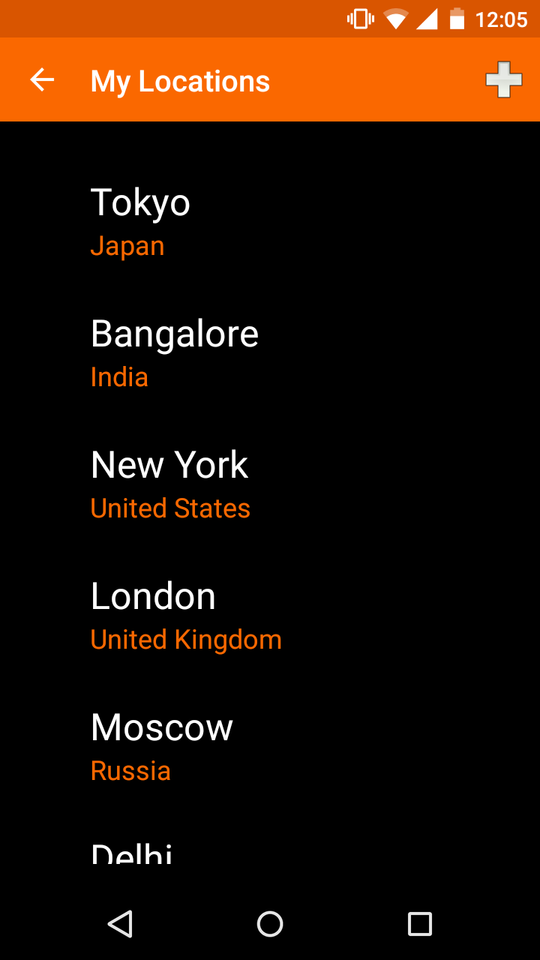 12:05
My Locations
Tokyo
Japan
Bangalore
India
New York
United States
London
United Kingdom
Moscow
Russia
Delhi